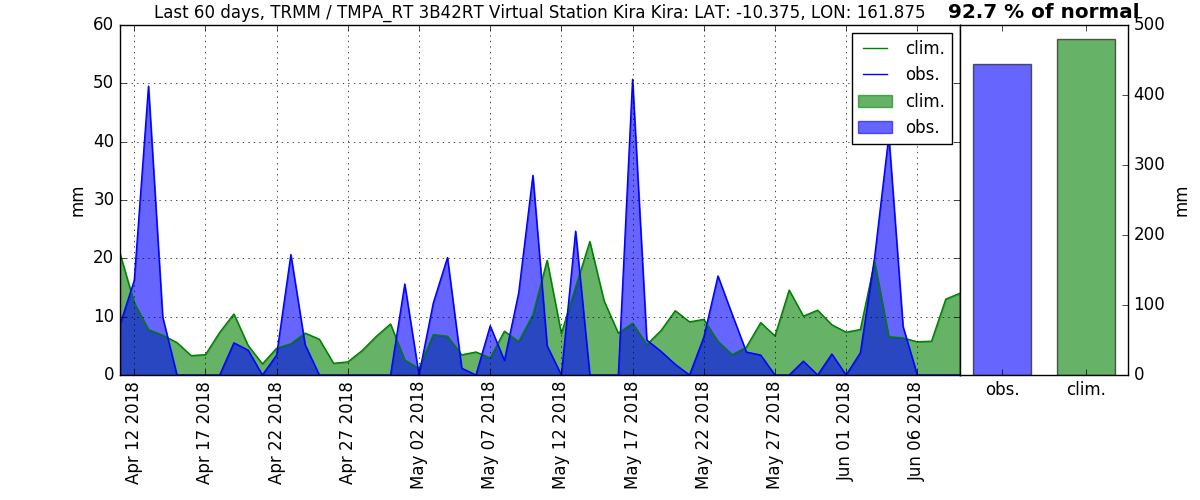 Last 60 days, TRMM / TMPA_RT 3B42RT Virtual Station Kira Kira: LAT: -10.375, LON: 161.875
92.7 % of normal
60
50
40
30
20
10
0
mm
clim.
obs.
clim.
obs.
500
400
300
200
100
0
mm
Apr 12 2018
Apr 17 2018
Apr 22 2018
Apr 27 2018
May 02 2018
May 07 2018
May 12 2018
May 17 2018
May 22 2018
May 27 2018
Jun 01 2018
Jun 06 2018
obs.
clim.